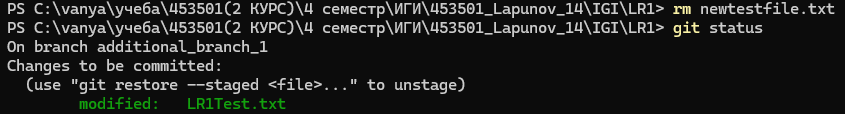 PS C:\vanya\учеба\453501(2 КУРС)\4 семестр\ИГИ\453501_Lapunov_14\IGI\LR1> rm newtestfile.txt
PS C:\vanya\учеба\453501(2 КУРС)\4 семестр\ИГИ\453501_Lapunov_14\IGI\LR1> git status
On branch additional_branch_1
Changes to be committed:
  (use "git restore --staged <file>..." to unstage)
        modified:   LR1Test.txt